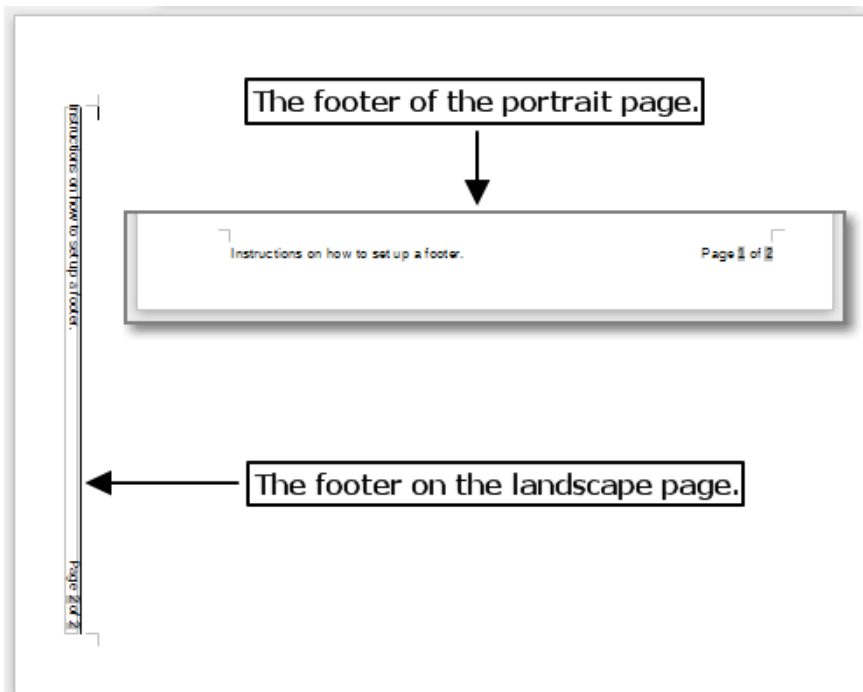 The footer of the portrait page.
Instructions on how to set up a footer. Page 2 of 2
Instructions on how to set up a footer. Page 1 of 2
The footer on the landscape page.